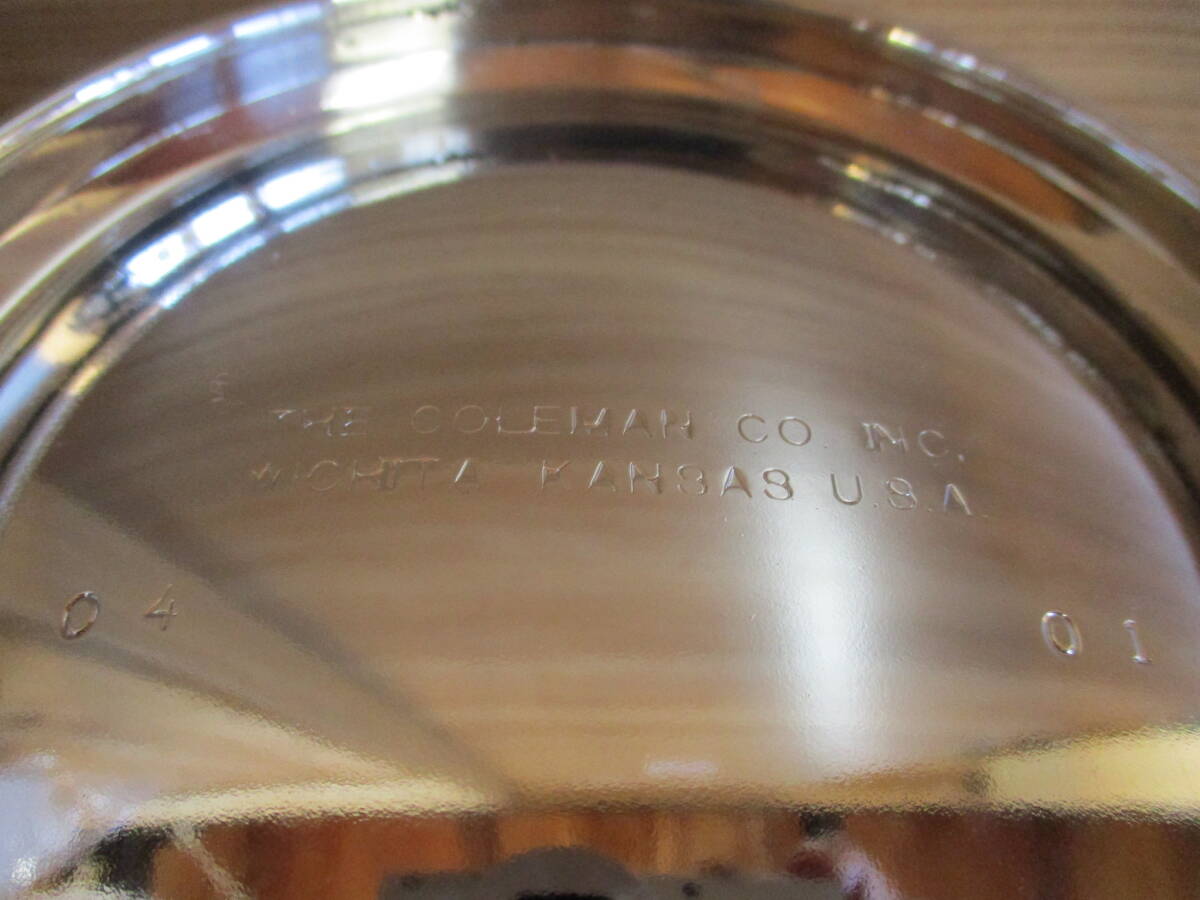 THE COLEMAN CO. INC.
WICHITA KANSAS U.S.A.
04 01